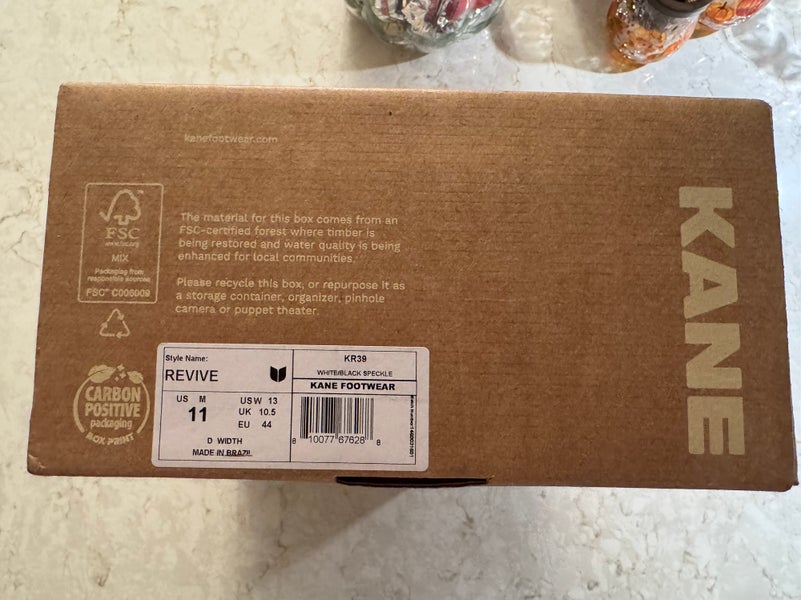 kanefootwear.com
FSC
www.fsc.org
MIX
Packaging from
responsible sources
FSC® C006909
The material for this box comes from an
FSC-certified forest where timber is
being restored and water quality is being
enhanced for local communities.
Please recycle this box, or repurpose it as
a storage container, organizer, pinhole
camera or puppet theater.
KANE
CARBON
POSITIVE
packaging
BOX PRINT
Style Name:
REVIVE
US M
11
USW 13
UK 10.5
EU 44
D WIDTH
MADE IN BRAZIL
KR39
WHITE/BLACK SPECKLE
KANE FOOTWEAR
8 10077 67628 8